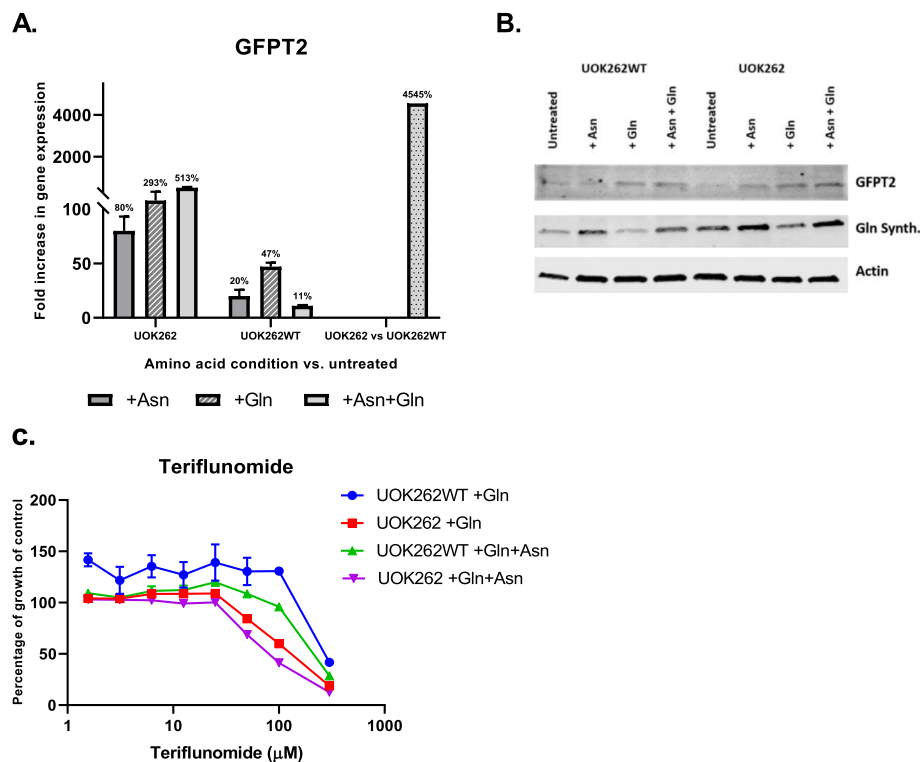 A.
GFPT2
Fold increase in gene expression
4000
2000
100
50
0
80%
293%
513%
20%
47%
11%
4545%
UOK262
UOK262WT
UOK262 vs UOK262WT
Amino acid condition vs. untreated
+Asn
+Gln
+Asn+Gln
B.
UOK262WT
UOK262
Untreated
+ Asn
+ Gln
+ Asn + Gln
Untreated
+ Asn
+ Gln
+ Asn + Gln
GFPT2
Gln Synth.
Actin
C.
Teriflunomide
Percentage of growth of control
200
150
100
50
0
1
10
100
1000
Teriflunomide (μM)
UOK262WT +Gln
UOK262 +Gln
UOK262WT +Gln+Asn
UOK262 +Gln+Asn